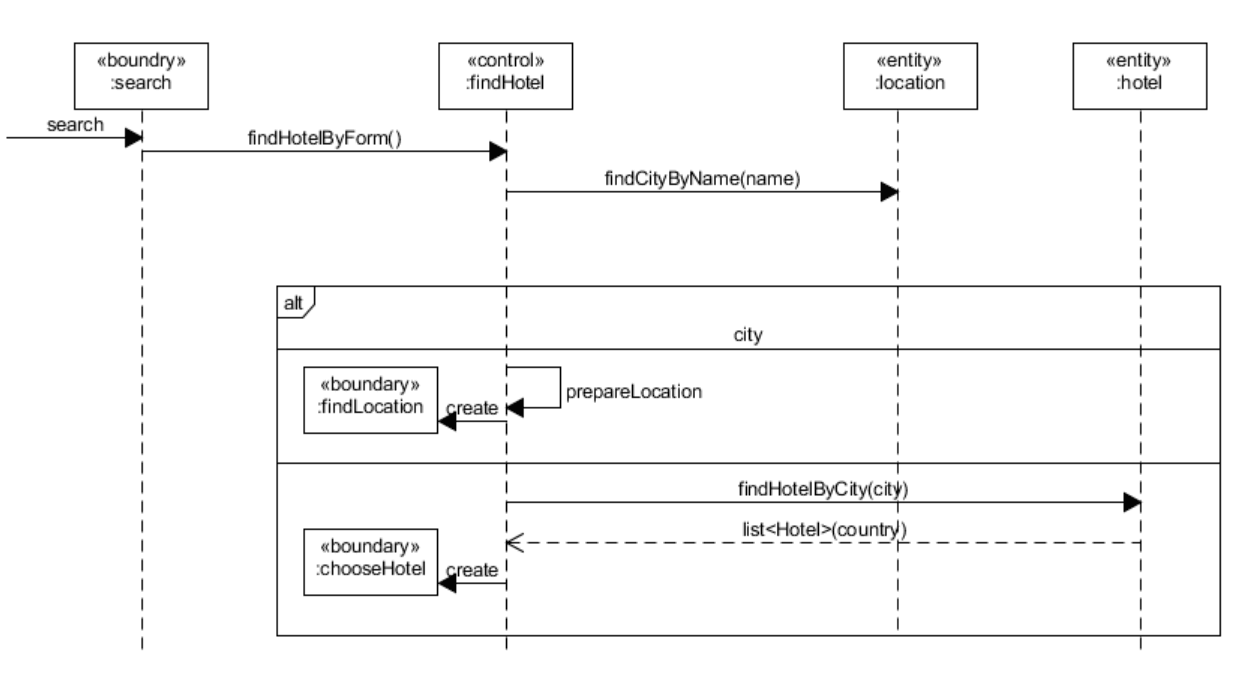 «boundry»
:search
«control»
:findHotel
«entity»
:location
«entity»
:hotel
search
findHotelByForm()
findCityByName(name)
alt
city
«boundary»
:findLocation
create
prepareLocation
findHotelByCity(city)
list<Hotel>(country)
«boundary»
:chooseHotel
create